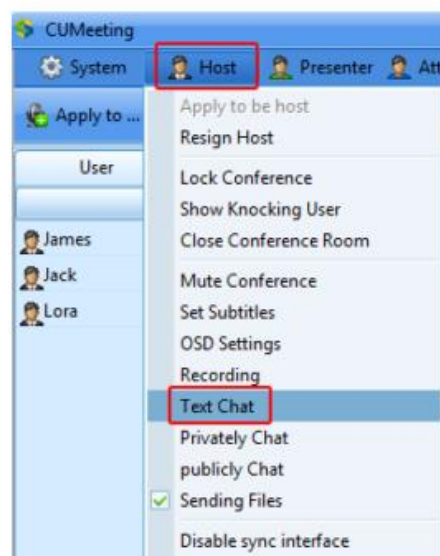 CUMeeting
System Host Presenter Att
Apply to ...
User
James
Jack
Lora
Apply to be host
Resign Host
Lock Conference
Show Knocking User
Close Conference Room
Mute Conference
Set Subtitles
OSD Settings
Recording
Text Chat
Privately Chat
publicly Chat
Sending Files
Disable sync interface